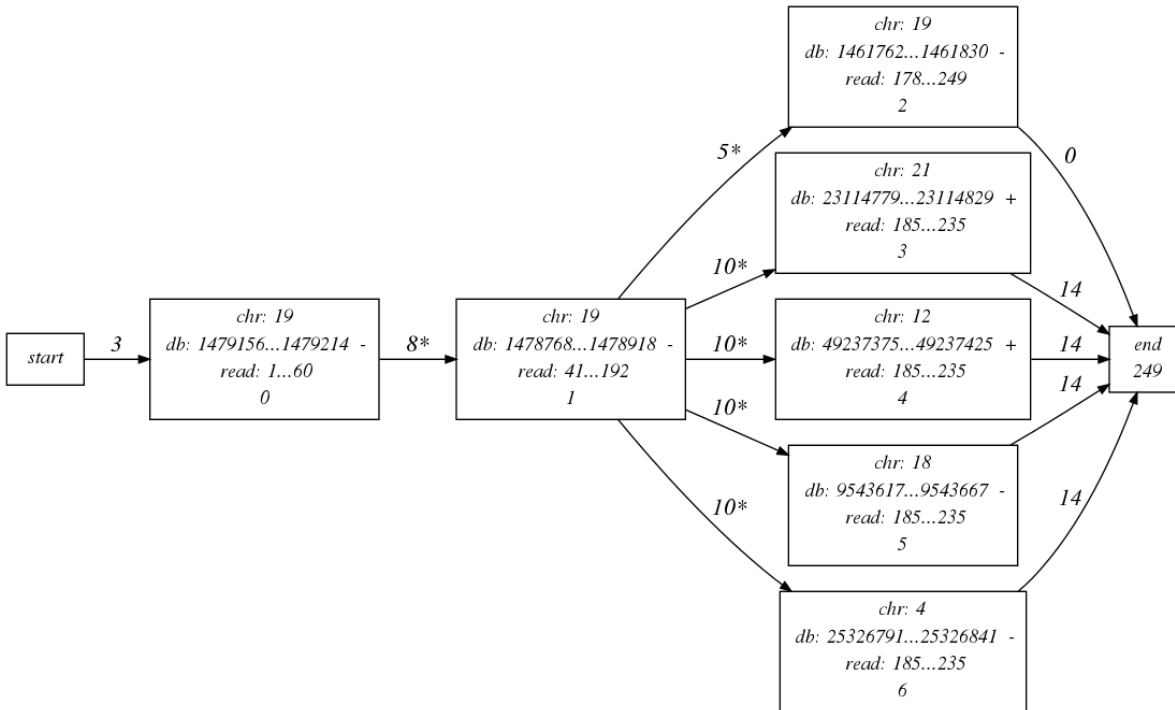 start
3
chr: 19
db: 1479156...1479214 -
read: 1...60
0
8*
chr: 19
db: 1478768...1478918 -
read: 41...192
1
5*
10*
10*
10*
10*
chr: 19
db: 1461762...1461830 -
read: 178...249
2
chr: 21
db: 23114779...23114829 +
read: 185...235
3
chr: 12
db: 49237375...49237425 +
read: 185...235
4
chr: 18
db: 9543617...9543667 -
read: 185...235
5
chr: 4
db: 25326791...25326841 -
read: 185...235
6
0
14
14
14
14
end
249